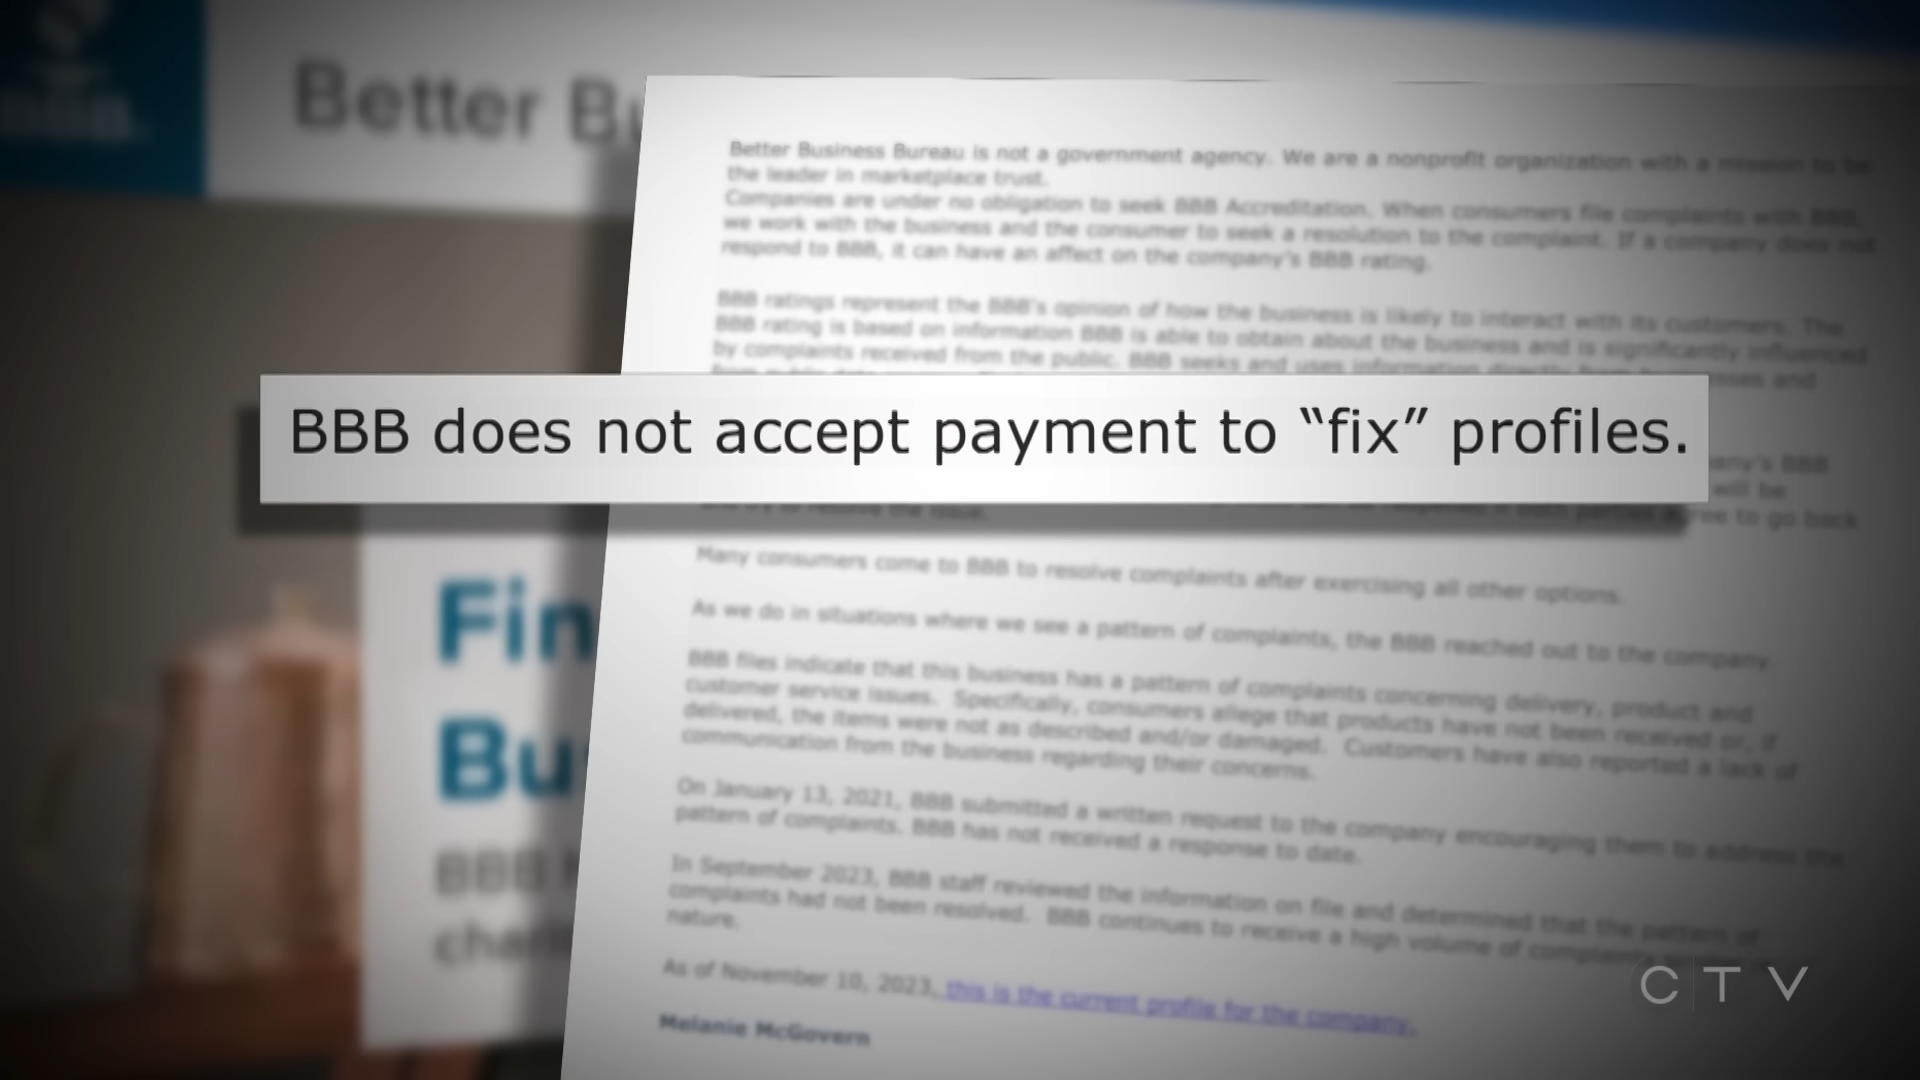 BBB
Better Bu
Better Business Bureau is not a government agency. We are a nonprofit organization with a mission to be
the leader in marketplace trust.
Companies are under no obligation to seek BBB Accreditation. When consumers file complaints with BBB,
we work with the business and the consumer to seek a resolution to the complaint. If a company does not
respond to BBB, it can have an affect on the company's BBB rating.
BBB ratings represent the BBB's opinion of how the business is likely to interact with its customers. The
BBB rating is based on information BBB is able to obtain about the business and is significantly influenced
by complaints received from the public. BBB seeks and uses information directly from
BBB does not accept payment to “fix” profiles.
BBB
will be
and try to resolve the issue. to go back
Many consumers come to BBB to resolve complaints after exercising all other options.
As we do in situations where we see a pattern of complaints, the BBB reached out to the company.
BBB files indicate that this business has a pattern of complaints concerning delivery, product and
customer service issues. Specifically, consumers allege that products have not been received or, if
delivered, the items were not as described and/or damaged. Customers have also reported a lack of
communication from the business regarding their concerns.
On January 13, 2021, BBB submitted a written request to the company encouraging them to address the
pattern of complaints. BBB has not received a response to date.
In September 2023, BBB staff reviewed the information on file and determined that the pattern of
complaints had not been resolved. BBB continues to receive a high volume of complaints
nature.
As of November 10, 2023, this is the current profile for the company.
Melanie McGovern
Fin
Bu
BBB
CTV